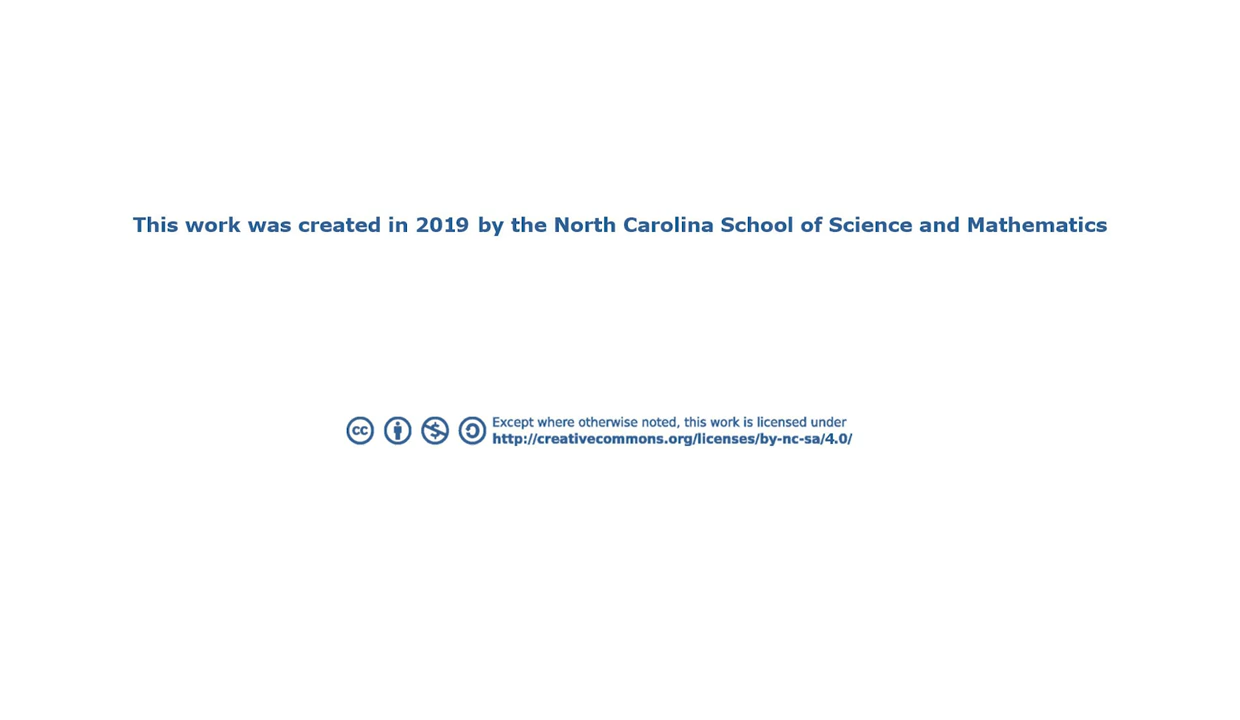 This work was created in 2019 by the North Carolina School of Science and Mathematics
cc
Except where otherwise noted, this work is licensed under
http://creativecommons.org/licenses/by-nc-sa/4.0/